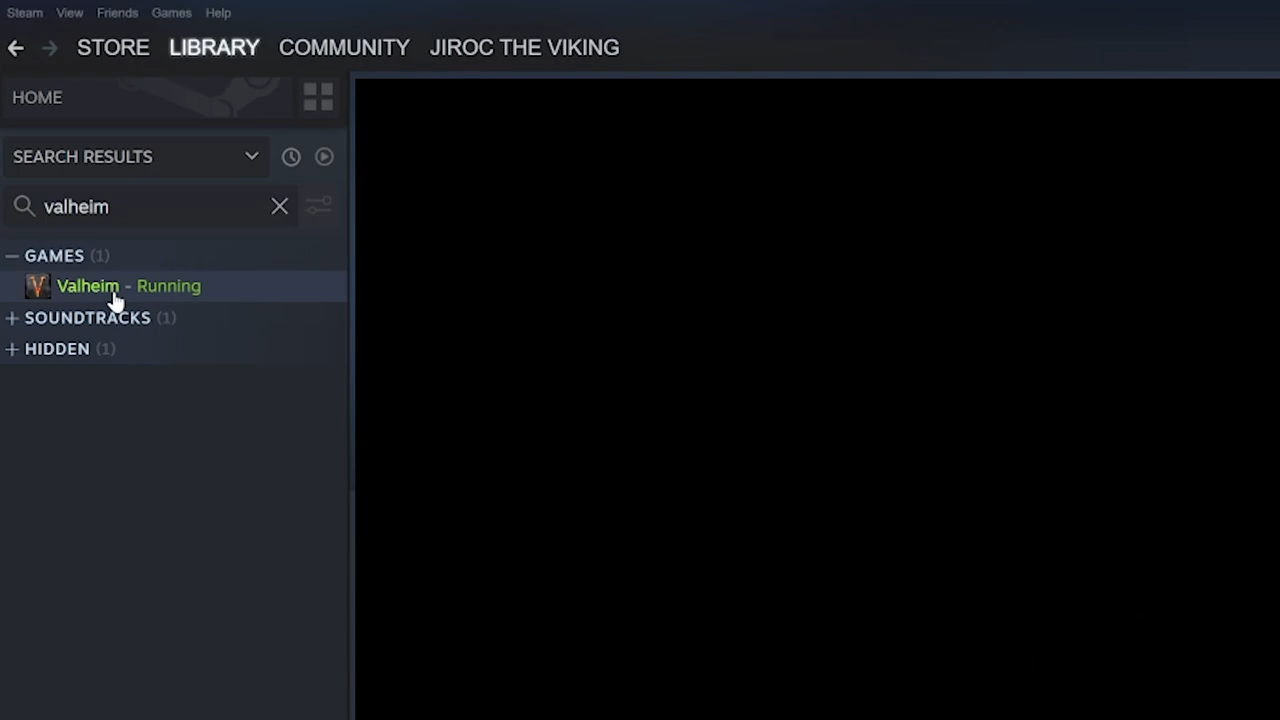 Steam View Friends Games Help
STORE LIBRARY COMMUNITY JIROC THE VIKING
HOME
SEARCH RESULTS
valheim
GAMES (1)
Valheim - Running
SOUNDTRACKS (1)
HIDDEN (1)